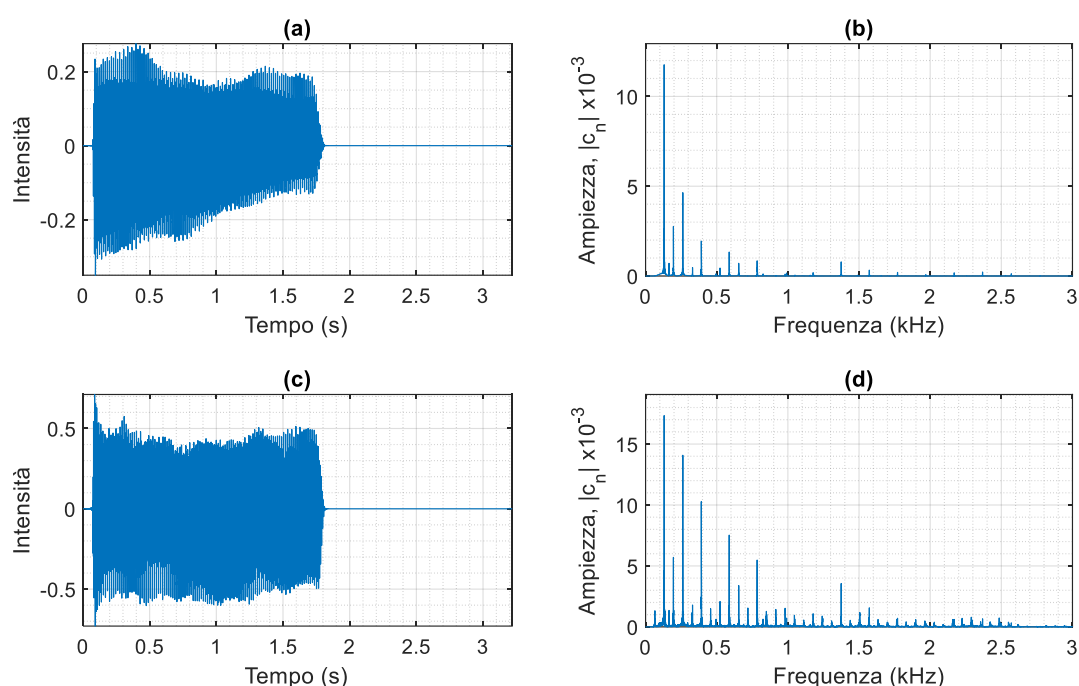 (a)
0.2
0
-0.2
Intensità
0 0.5 1 1.5 2 2.5 3
Tempo (s)
(b)
10
5
0
Ampiezza, |c_n| x10^-3
0 0.5 1 1.5 2 2.5 3
Frequenza (kHz)
(c)
0.5
0
-0.5
Intensità
0 0.5 1 1.5 2 2.5 3
Tempo (s)
(d)
15
10
5
0
Ampiezza, |c_n| x10^-3
0 0.5 1 1.5 2 2.5 3
Frequenza (kHz)